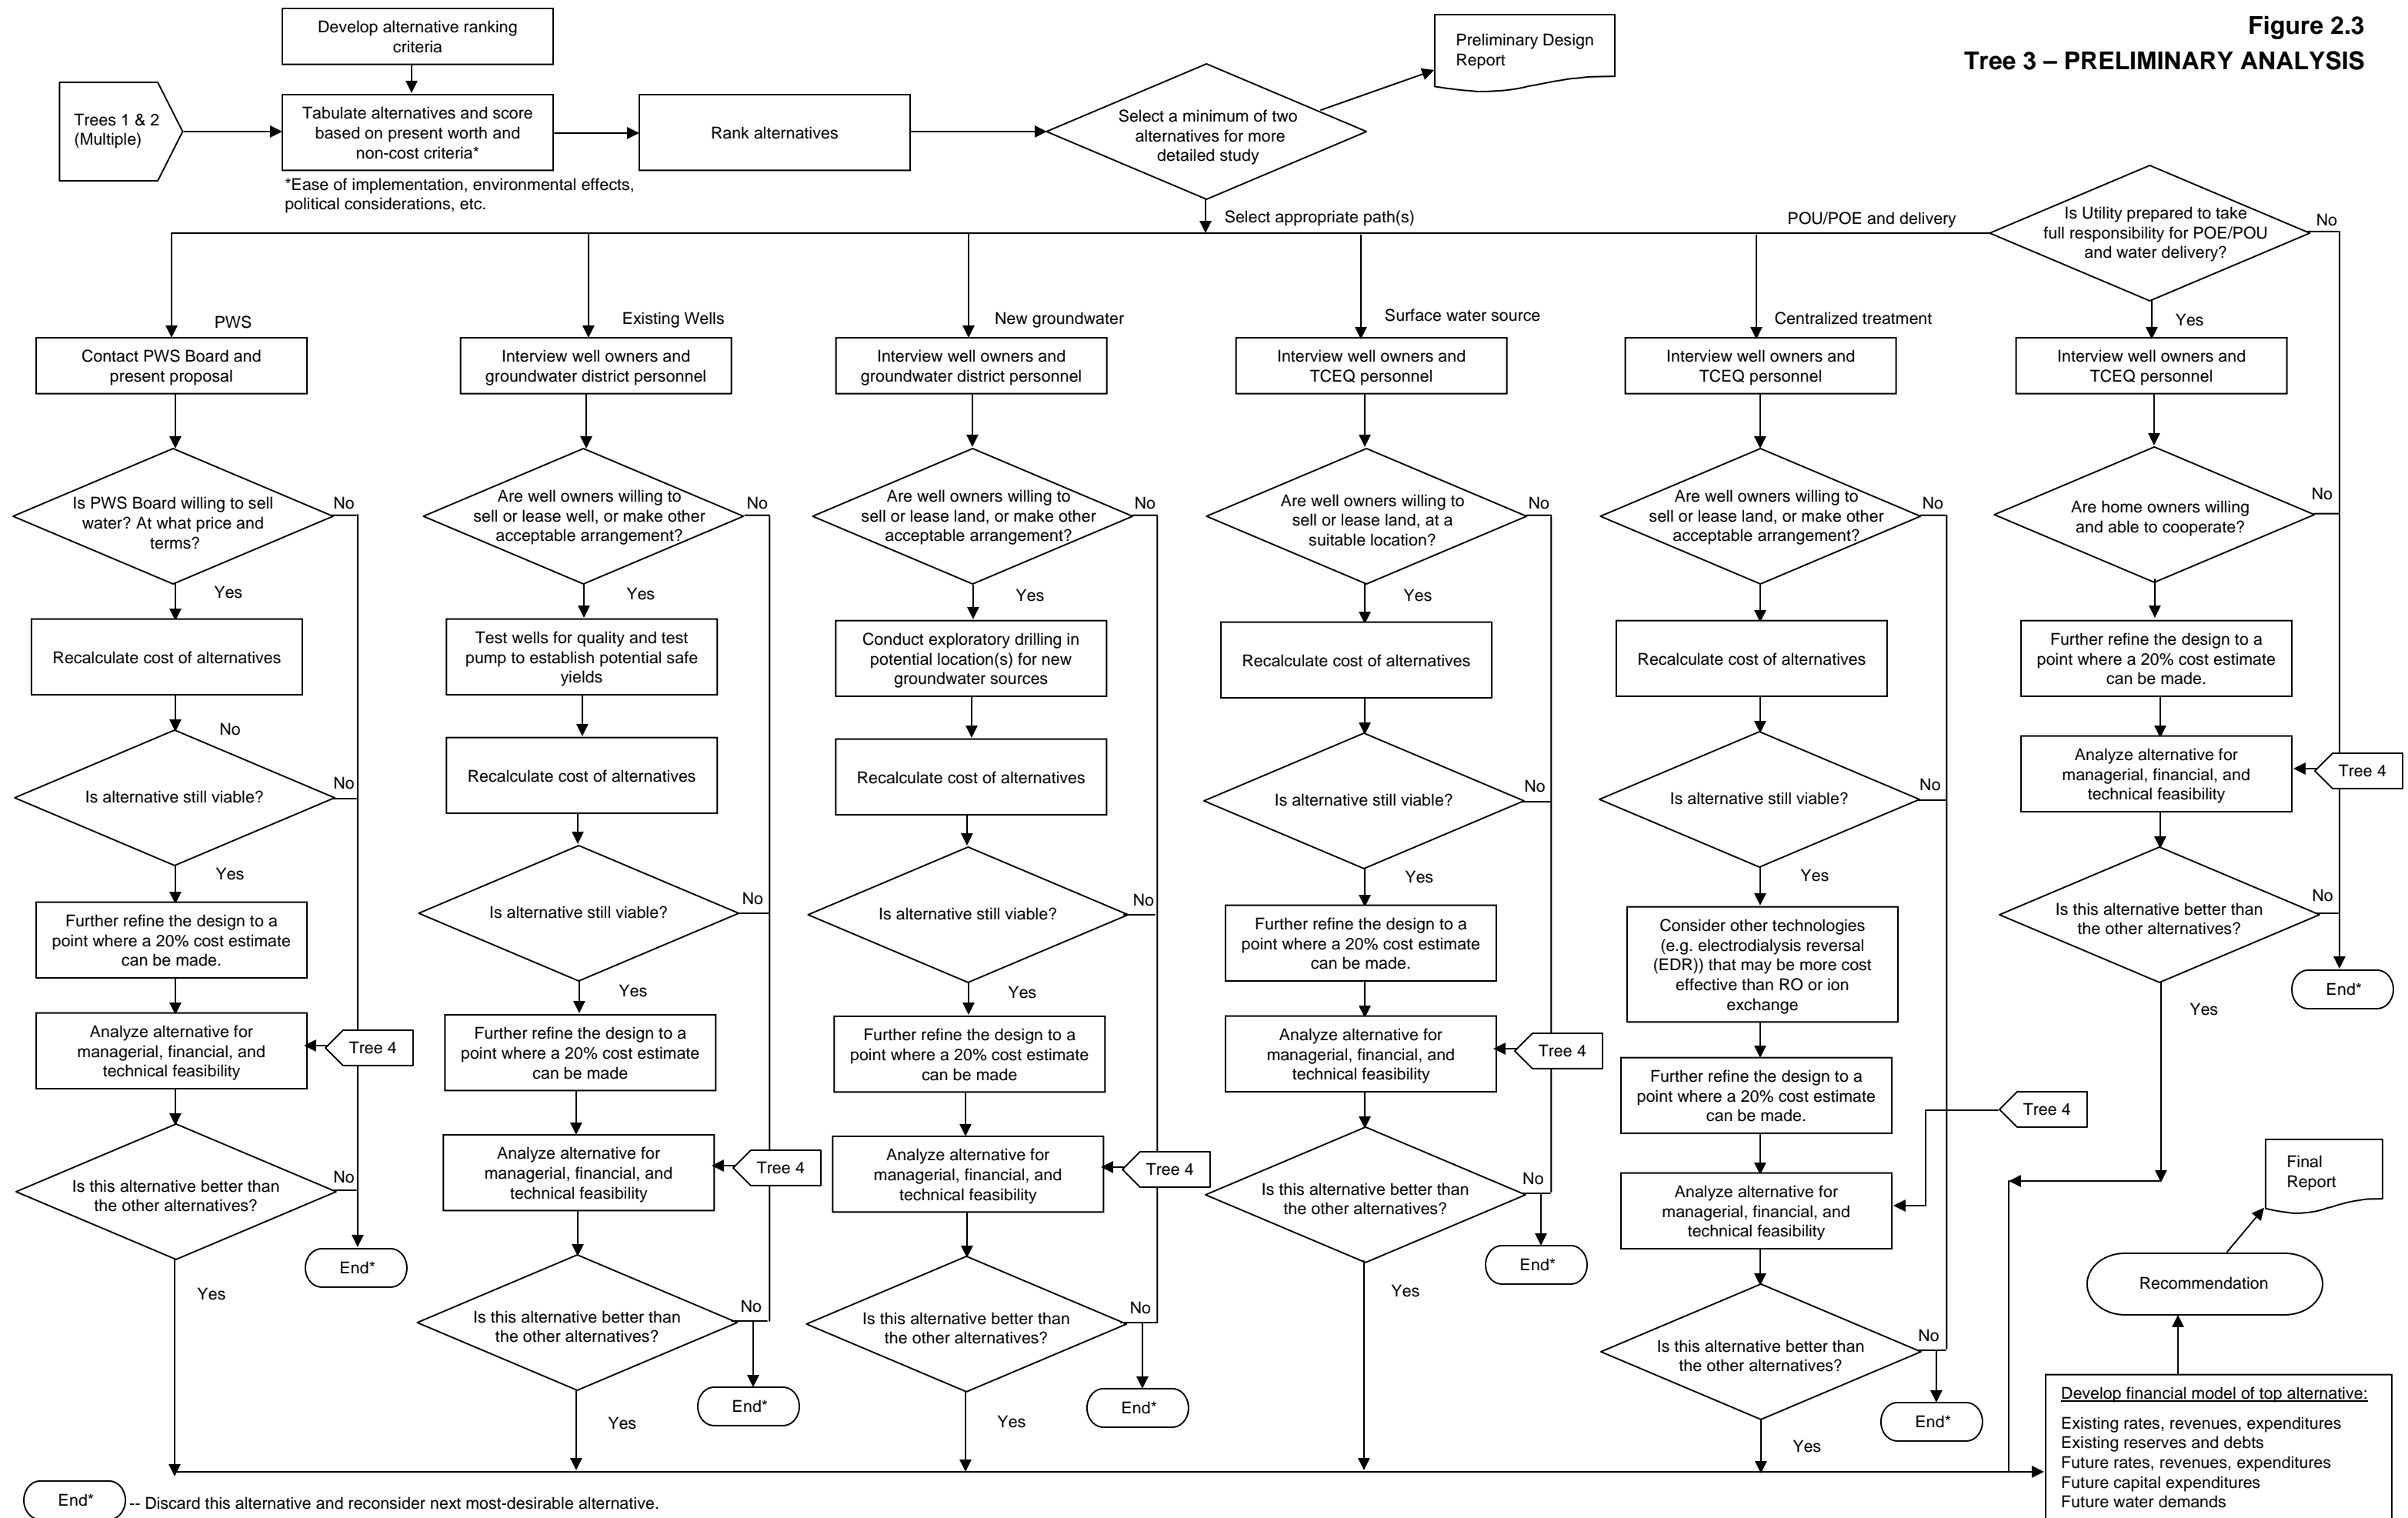 Figure 2.3
Tree 3 – PRELIMINARY ANALYSIS
Develop alternative ranking
criteria
Trees 1 & 2
(Multiple)
Tabulate alternatives and score
based on present worth and
non-cost criteria*
*Ease of implementation, environmental effects,
political considerations, etc.
Rank alternatives
Select a minimum of two
alternatives for more
detailed study
Preliminary Design
Report
Select appropriate path(s)
POU/POE and delivery
Is Utility prepared to take
full responsibility for POE/POU
and water delivery?
No
Yes
PWS
Contact PWS Board and
present proposal
Is PWS Board willing to sell
water? At what price and
terms?
No
Yes
Recalculate cost of alternatives
No
Is alternative still viable?
No
Yes
Further refine the design to a
point where a 20% cost estimate
can be made.
Analyze alternative for
managerial, financial, and
technical feasibility
Tree 4
Is this alternative better than
the other alternatives?
No
End*
Yes
Existing Wells
Interview well owners and
groundwater district personnel
Are well owners willing to
sell or lease well, or make other
acceptable arrangement?
No
Yes
Test wells for quality and test
pump to establish potential safe
yields
Recalculate cost of alternatives
Is alternative still viable?
No
Yes
Further refine the design to a
point where a 20% cost estimate
can be made
Analyze alternative for
managerial, financial, and
technical feasibility
Tree 4
Is this alternative better than
the other alternatives?
No
End*
Yes
New groundwater
Interview well owners and
groundwater district personnel
Are well owners willing to
sell or lease land, or make other
acceptable arrangement?
No
Yes
Conduct exploratory drilling in
potential location(s) for new
groundwater sources
Recalculate cost of alternatives
Is alternative still viable?
No
Yes
Further refine the design to a
point where a 20% cost estimate
can be made
Analyze alternative for
managerial, financial, and
technical feasibility
Tree 4
Is this alternative better than
the other alternatives?
No
End*
Yes
Surface water source
Interview well owners and
TCEQ personnel
Are well owners willing to
sell or lease land, at a
suitable location?
No
Yes
Recalculate cost of alternatives
Is alternative still viable?
No
Yes
Further refine the design to a
point where a 20% cost estimate
can be made.
Analyze alternative for
managerial, financial, and
technical feasibility
Tree 4
Is this alternative better than
the other alternatives?
No
End*
Yes
Centralized treatment
Interview well owners and
TCEQ personnel
Are well owners willing to
sell or lease land, or make other
acceptable arrangement?
No
Yes
Recalculate cost of alternatives
Is alternative still viable?
No
Yes
Consider other technologies
(e.g. electrodialysis reversal
(EDR)) that may be more cost
effective than RO or ion
exchange
Further refine the design to a
point where a 20% cost estimate
can be made.
Tree 4
Analyze alternative for
managerial, financial, and
technical feasibility
Is this alternative better than
the other alternatives?
No
End*
Yes
Interview well owners and
TCEQ personnel
Are home owners willing
and able to cooperate?
No
Further refine the design to a
point where a 20% cost estimate
can be made.
Analyze alternative for
managerial, financial, and
technical feasibility
Tree 4
Is this alternative better than
the other alternatives?
No
End*
Yes
Final
Report
Recommendation
Develop financial model of top alternative:
Existing rates, revenues, expenditures
Existing reserves and debts
Future rates, revenues, expenditures
Future capital expenditures
Future water demands
End* -- Discard this alternative and reconsider next most-desirable alternative.